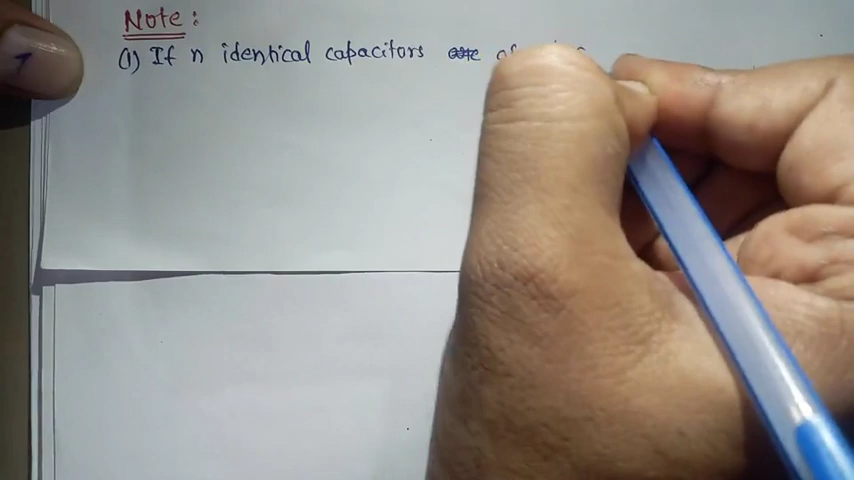 Note :
(1) If n identical capacitors